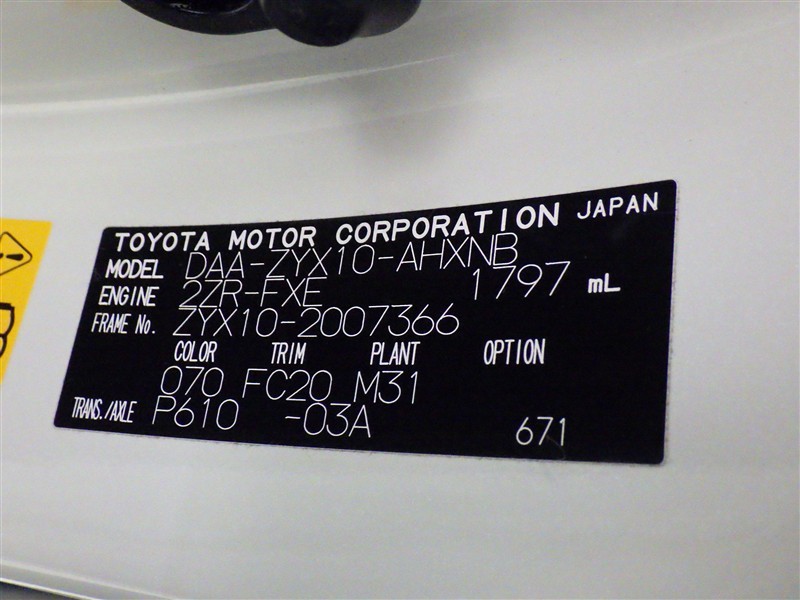 TOYOTA MOTOR CORPORATION JAPAN
MODEL DAA-ZYX10-AHXNB
ENGINE 2ZR-FXE 1797 mL
FRAME No. ZYX10-2007366
COLOR TRIM PLANT OPTION
070 FC20 M31
TRANS./AXLE P610 -03A
671